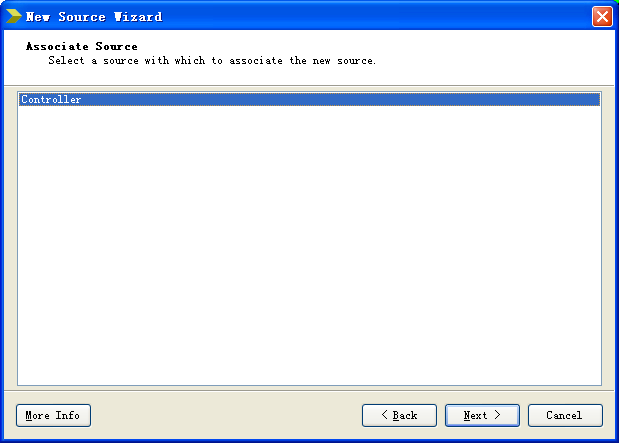 New Source Wizard
Associate Source
Select a source with which to associate the new source.
Controller
More Info
< Back
Next >
Cancel